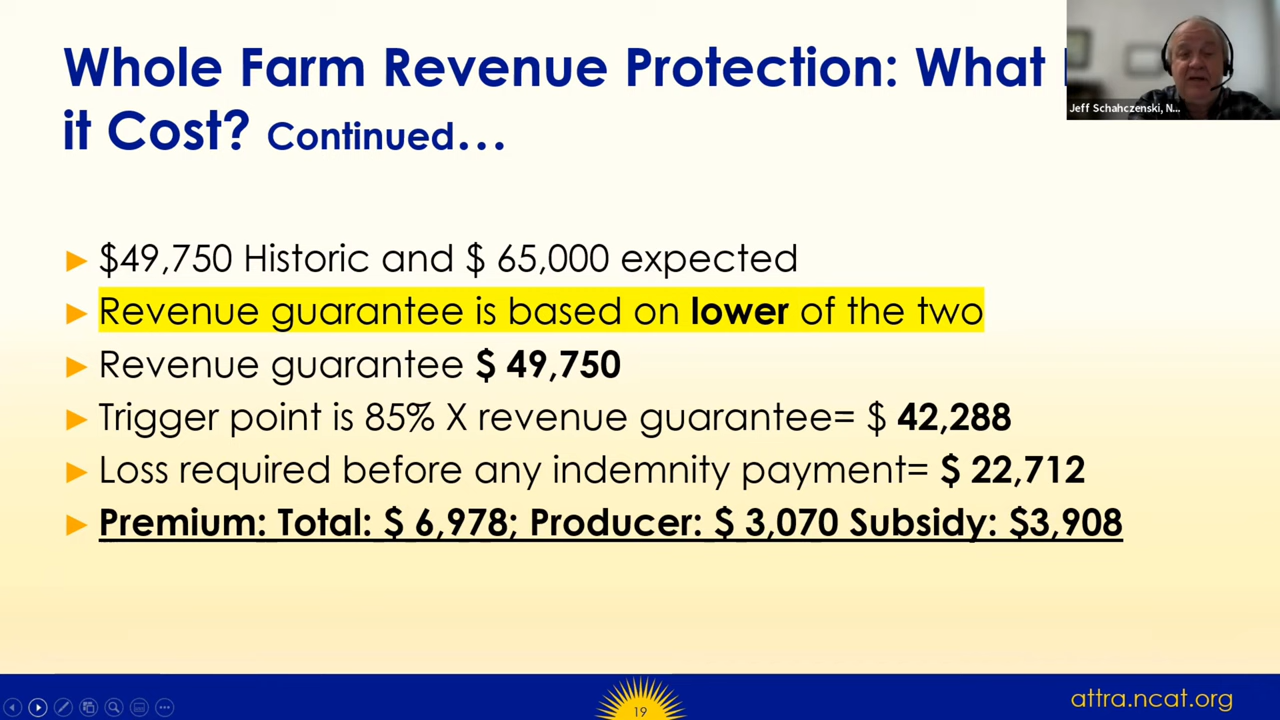 Whole Farm Revenue Protection: What
it Cost? Continued…
Jeff Schahczenski, N...
► $49,750 Historic and $ 65,000 expected
► Revenue guarantee is based on lower of the two
► Revenue guarantee $ 49,750
► Trigger point is 85% X revenue guarantee= $ 42,288
► Loss required before any indemnity payment= $ 22,712
► Premium: Total: $ 6,978; Producer: $ 3,070 Subsidy: $3,908
19
attra.ncat.org